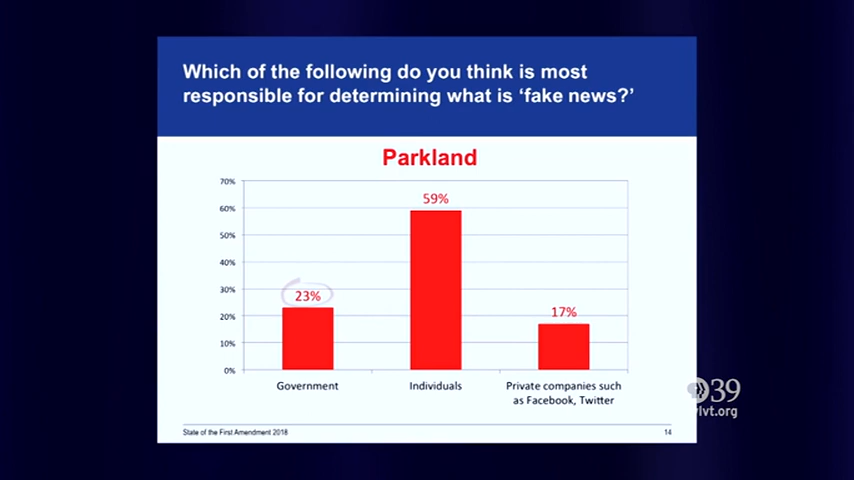 Which of the following do you think is most
responsible for determining what is ‘fake news?’
Parkland
70%
60%
50%
40%
30%
20%
10%
0%
23%
59%
17%
Government
Individuals
Private companies such
as Facebook, Twitter
State of the First Amendment 2018
14
39
wlvt.org